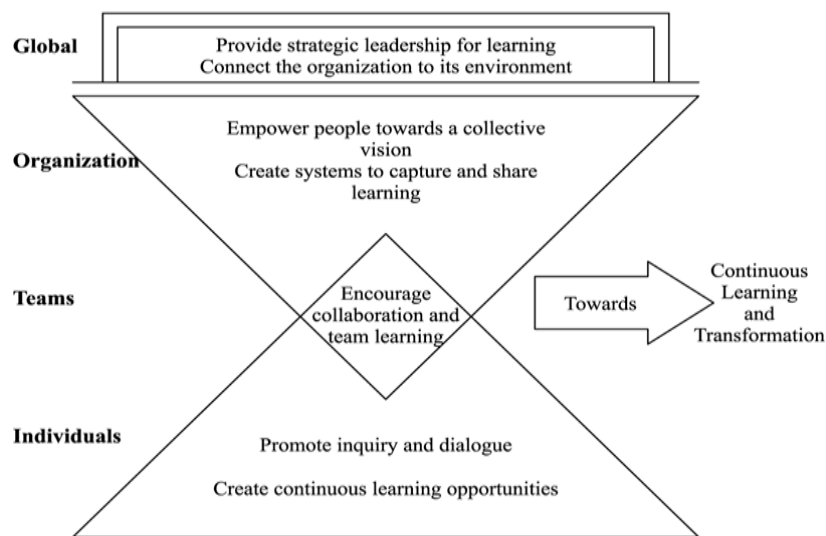 Global
Provide strategic leadership for learning
Connect the organization to its environment
Organization
Empower people towards a collective
vision
Create systems to capture and share
learning
Teams
Encourage
collaboration and
team learning
Towards
Continuous
Learning
and
Transformation
Individuals
Promote inquiry and dialogue
Create continuous learning opportunities